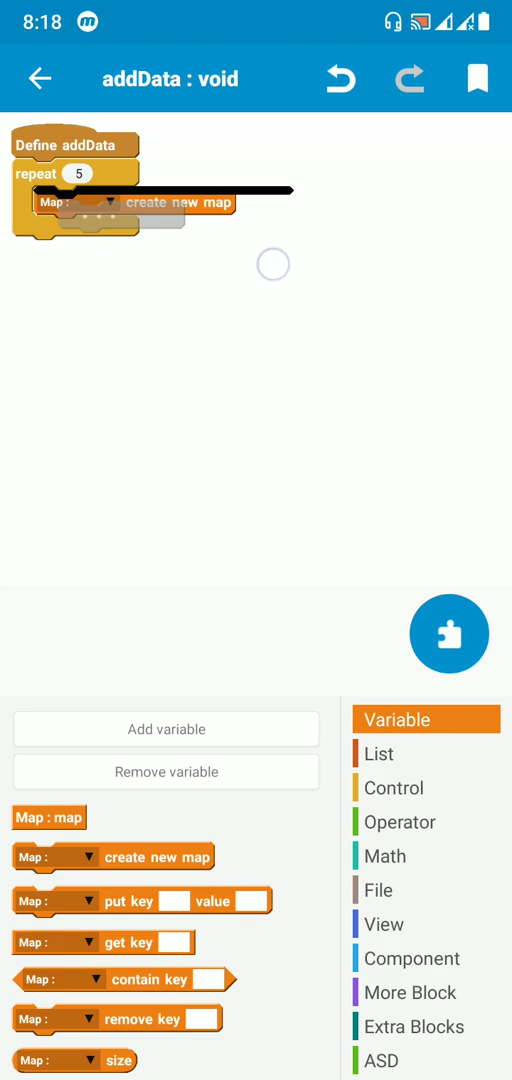 8:18
addData : void
Define addData
repeat 5
Map : create new map
Add variable
Remove variable
Map : map
Map : create new map
Map : put key value
Map : get key
Map : contain key
Map : remove key
Map : size
Variable
List
Control
Operator
Math
File
View
Component
More Block
Extra Blocks
ASD